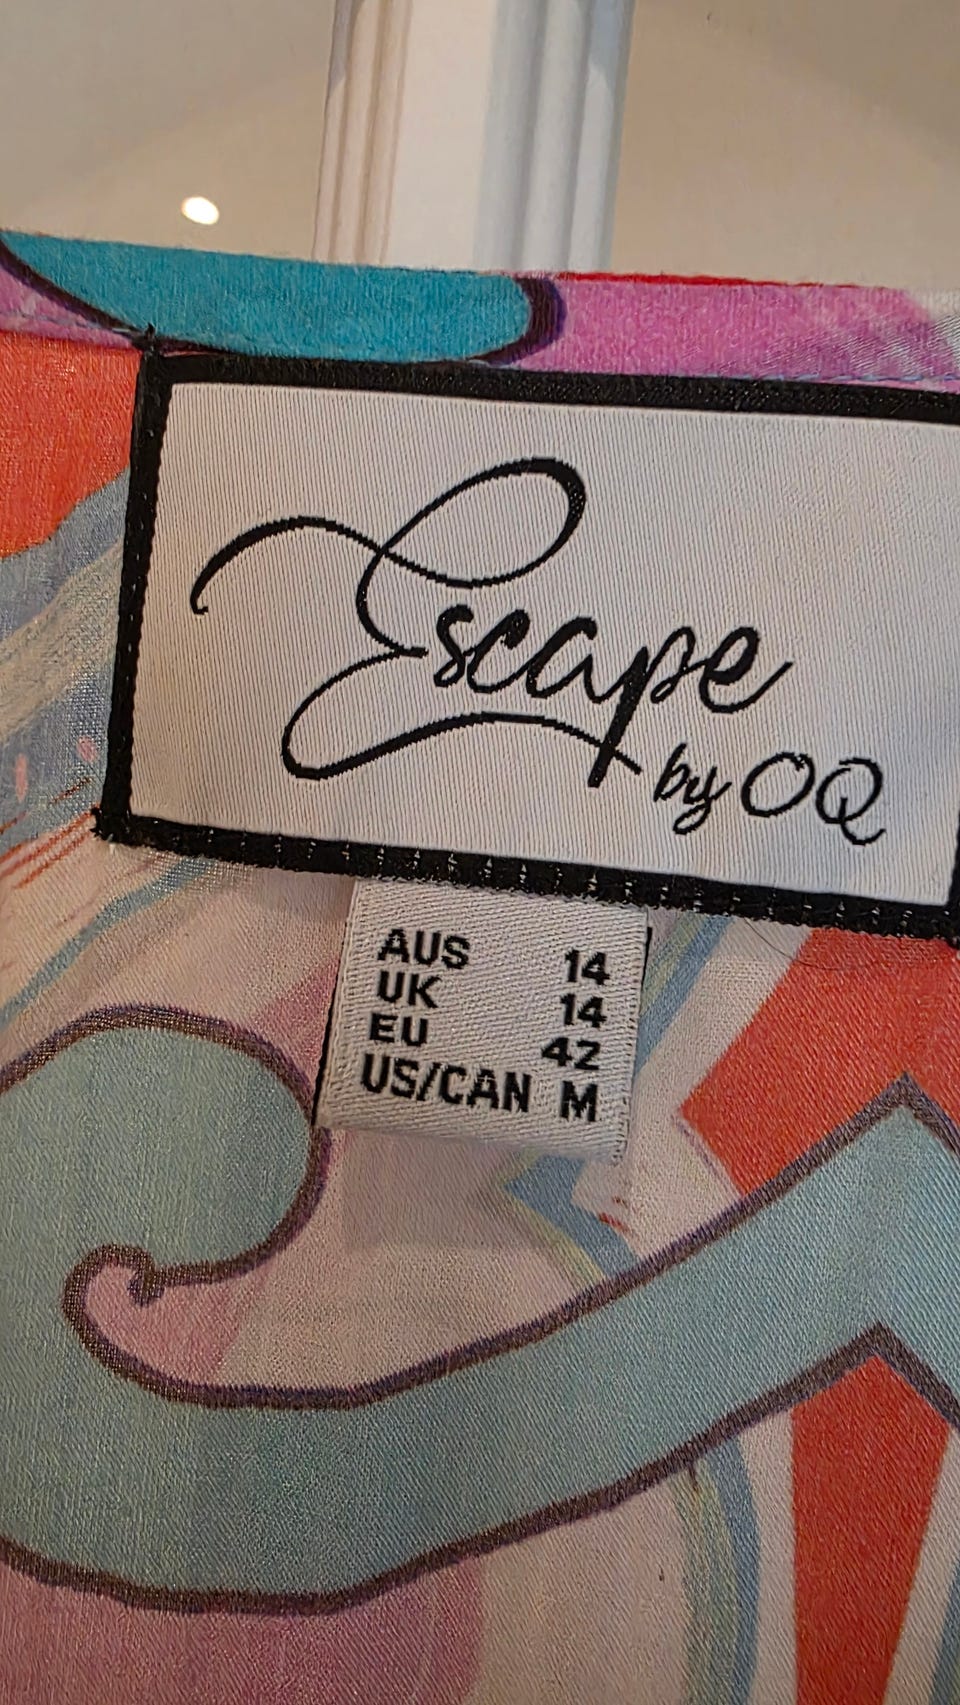 Escape
by OQ
AUS 14
UK 14
EU 42
US/CAN M